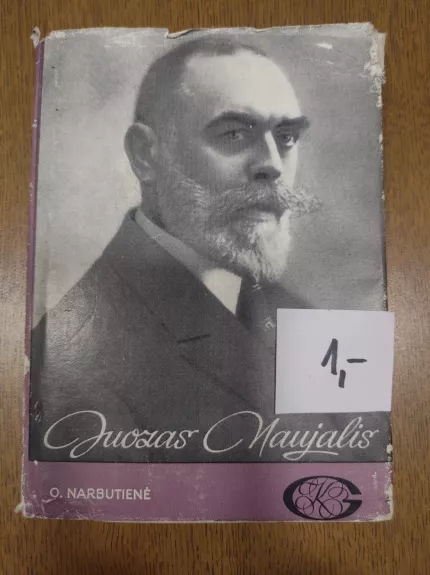 1,-
Juozas Naujalis
O. NARBUTIENĖ